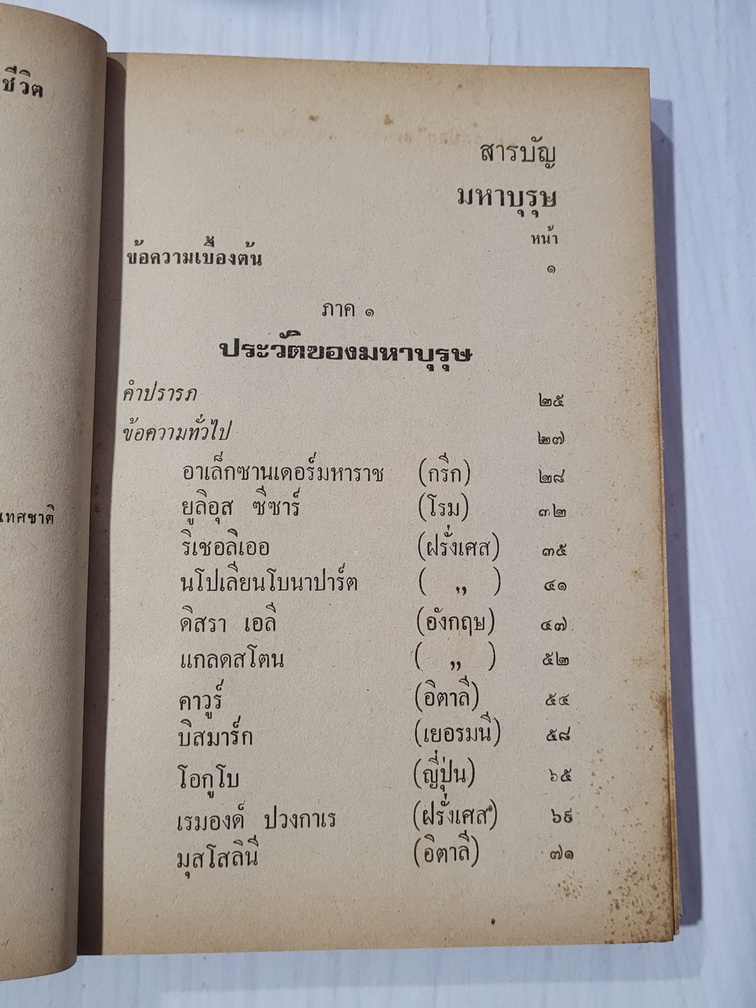 ชีวิต
เทศชาติ
สารบัญ
มหาบุรุษ
หน้า
ข้อความเบื้องต้น ๑
ภาค ๑
ประวัติของมหาบุรุษ
คำปรารภ ๒๕
ข้อความทั่วไป ๒๗
อาเล็กซานเดอร์มหาราช (กรีก) ๒๘
ยูลิอุส ซีซาร์ (โรม) ๓๒
ริเชอลิเออ (ฝรั่งเศส) ๓๕
นโปเลียนโบนาปาร์ต ( ,, ) ๔๑
ดิสรา เอลี (อังกฤษ) ๔๗
แกลดสโตน ( ,, ) ๕๒
คาวูร์ (อิตาลี) ๕๔
บิสมาร์ก (เยอรมนี) ๕๘
โอกูโบ (ญี่ปุ่น) ๖๕
เรมองด์ ปวงกาเร (ฝรั่งเศส) ๖๙
มุสโสลินี (อิตาลี) ๗๑